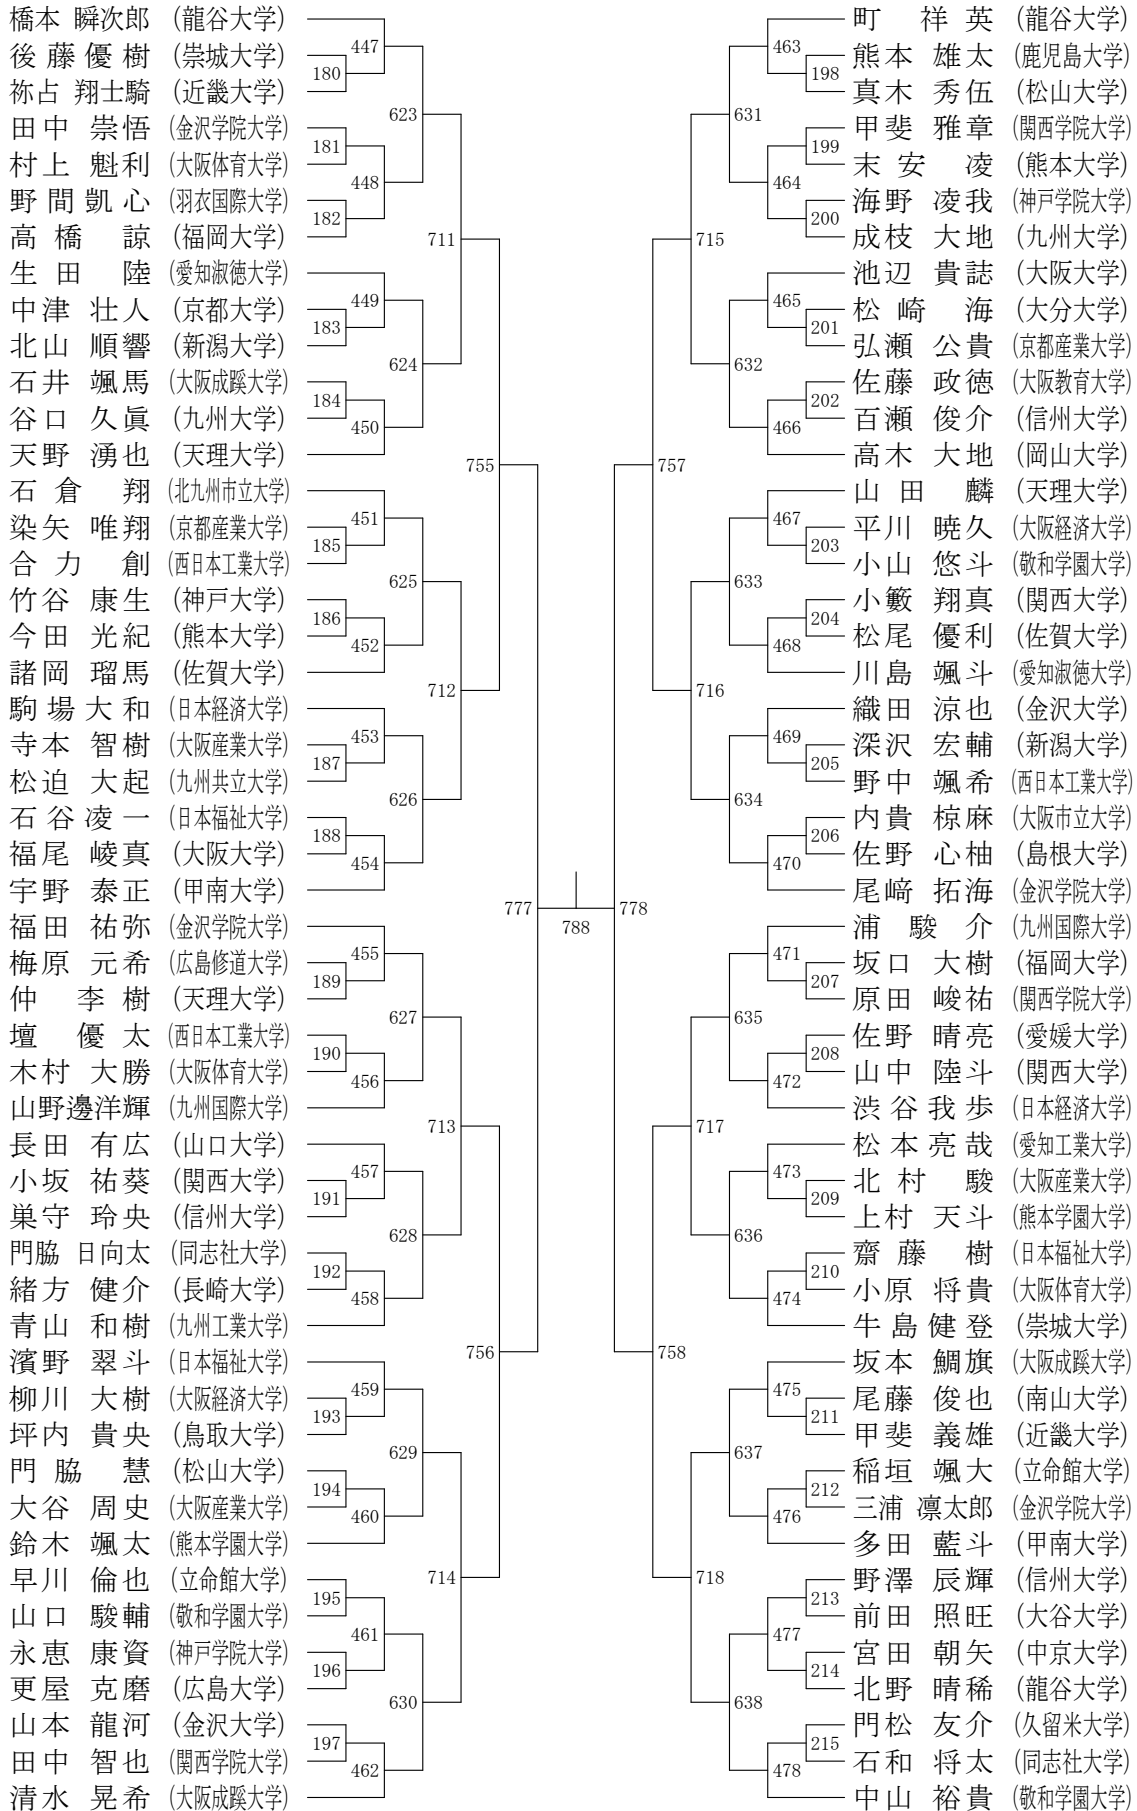 橋本 瞬次郎 (龍谷大学)
後藤優樹 (崇城大学)
祢占 翔士騎 (近畿大学)
田中 崇悟 (金沢学院大学)
村上 魁利 (大阪体育大学)
野間凱心 (羽衣国際大学)
高橋 諒 (福岡大学)
生田 陸 (愛知淑徳大学)
中津 壮人 (京都大学)
北山 順響 (新潟大学)
石井 颯馬 (大阪成蹊大学)
谷口 久眞 (九州大学)
天野 湧也 (天理大学)
石倉 翔 (北九州市立大学)
染矢 唯翔 (京都産業大学)
合力 創 (西日本工業大学)
竹谷 康生 (神戸大学)
今田 光紀 (熊本大学)
諸岡 瑠馬 (佐賀大学)
駒場大和 (日本経済大学)
寺本 智樹 (大阪産業大学)
松迫 大起 (九州共立大学)
石谷凌一 (日本福祉大学)
福尾 崚真 (大阪大学)
宇野 泰正 (甲南大学)
福田 祐弥 (金沢学院大学)
梅原 元希 (広島修道大学)
仲 李樹 (天理大学)
壇 優太 (西日本工業大学)
木村 大勝 (大阪体育大学)
山野邊洋輝 (九州国際大学)
長田 有広 (山口大学)
小坂 祐葵 (関西大学)
巣守 玲央 (信州大学)
門脇 日向太 (同志社大学)
緒方 健介 (長崎大学)
青山 和樹 (九州工業大学)
濱野 翠斗 (日本福祉大学)
柳川 大樹 (大阪経済大学)
坪内 貴央 (鳥取大学)
門脇 慧 (松山大学)
大谷 周史 (大阪産業大学)
鈴木 颯太 (熊本学園大学)
早川 倫也 (立命館大学)
山口 駿輔 (敬和学園大学)
永恵 康資 (神戸学院大学)
更屋 克磨 (広島大学)
山本 龍河 (金沢大学)
田中 智也 (関西学院大学)
清水 晃希 (大阪成蹊大学)
180
181
182
183
184
185
186
187
188
189
190
191
192
193
194
195
196
197
447
448
449
450
451
452
453
454
455
456
457
458
459
460
461
462
623
624
625
626
627
628
629
630
711
712
713
714
755
756
777
788
778
757
758
715
716
717
718
631
632
633
634
635
636
637
638
463
464
465
466
467
468
469
470
471
472
473
474
475
476
477
478
198
199
200
201
202
203
204
205
206
207
208
209
210
211
212
213
214
215
町 祥英 (龍谷大学)
熊本 雄太 (鹿児島大学)
真木 秀伍 (松山大学)
甲斐 雅章 (関西学院大学)
末安 凌 (熊本大学)
海野 凌我 (神戸学院大学)
成枝 大地 (九州大学)
池辺 貴誌 (大阪大学)
松崎 海 (大分大学)
弘瀬 公貴 (京都産業大学)
佐藤 政徳 (大阪教育大学)
百瀬 俊介 (信州大学)
高木 大地 (岡山大学)
山田 麟 (天理大学)
平川 暁久 (大阪経済大学)
小山 悠斗 (敬和学園大学)
小籔 翔真 (関西大学)
松尾 優利 (佐賀大学)
川島 颯斗 (愛知淑徳大学)
織田 涼也 (金沢大学)
深沢 宏輔 (新潟大学)
野中 颯希 (西日本工業大学)
内貴 椋麻 (大阪市立大学)
佐野 心柚 (島根大学)
尾﨑 拓海 (金沢学院大学)
浦 駿介 (九州国際大学)
坂口 大樹 (福岡大学)
原田 峻祐 (関西学院大学)
佐野 晴亮 (愛媛大学)
山中 陸斗 (関西大学)
渋谷我歩 (日本経済大学)
松本亮哉 (愛知工業大学)
北村 駿 (大阪産業大学)
上村 天斗 (熊本学園大学)
齋藤 樹 (日本福祉大学)
小原 将貴 (大阪体育大学)
牛島健登 (崇城大学)
坂本 鯛旗 (大阪成蹊大学)
尾藤 俊也 (南山大学)
甲斐 義雄 (近畿大学)
稲垣 颯大 (立命館大学)
三浦 凛太郎 (金沢学院大学)
多田 藍斗 (甲南大学)
野澤 辰輝 (信州大学)
前田 照旺 (大谷大学)
宮田 朝矢 (中京大学)
北野 晴稀 (龍谷大学)
門松 友介 (久留米大学)
石和 将太 (同志社大学)
中山 裕貴 (敬和学園大学)